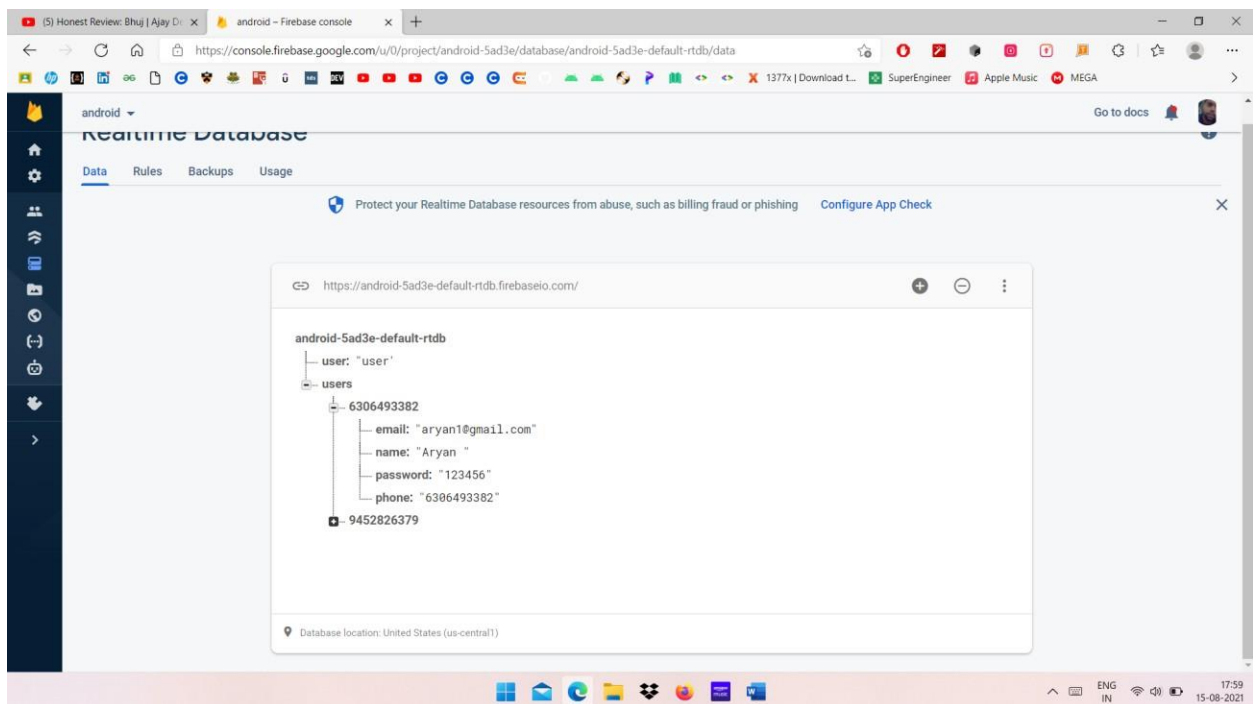 (5) Honest Review: Bhuj | Ajay D
android – Firebase console
https://console.firebase.google.com/u/0/project/android-5ad3e/database/android-5ad3e-default-rtdb/data
1377x | Download t...
SuperEngineer
Apple Music
MEGA
android
Go to docs
Realtime Database
Data Rules Backups Usage
Protect your Realtime Database resources from abuse, such as billing fraud or phishing Configure App Check
https://android-5ad3e-default-rtdb.firebaseio.com/
android-5ad3e-default-rtdb
user: "user"
users
6306493382
email: "aryan1@gmail.com"
name: "Aryan "
password: "123456"
phone: "6306493382"
9452826379
Database location: United States (us-central1)
ENG
IN
17:59
15-08-2021